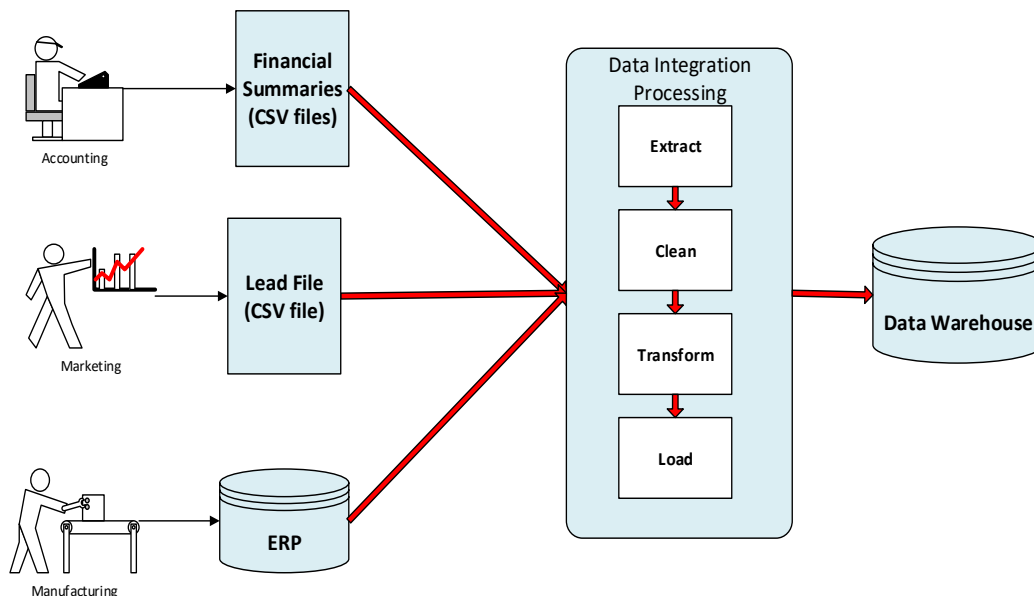 Financial
Summaries
(CSV files)
Accounting
Lead File
(CSV file)
Marketing
ERP
Manufacturing
Data Integration
Processing
Extract
Clean
Transform
Load
Data Warehouse